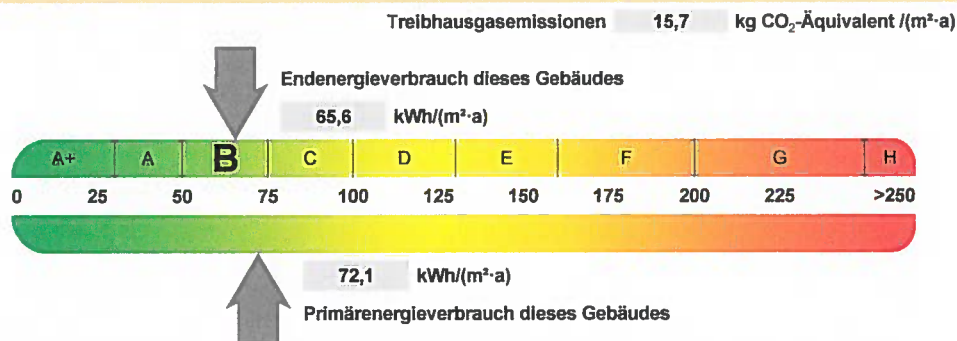 Treibhausgasemissionen 15,7 kg CO₂-Äquivalent /(m²·a)
Endenergieverbrauch dieses Gebäudes
65,6 kWh/(m²·a)
A+ A B C D E F G H
0 25 50 75 100 125 150 175 200 225 >250
72,1 kWh/(m²·a)
Primärenergieverbrauch dieses Gebäudes